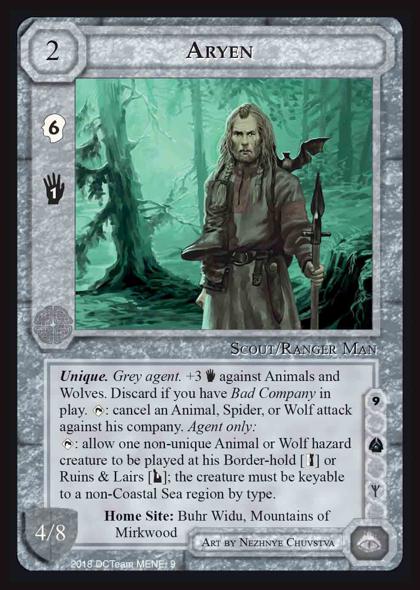 2
ARYEN
6
1
SCOUT/RANGER MAN
Unique. Grey agent. +3 against Animals and
Wolves. Discard if you have Bad Company in
play. : cancel an Animal, Spider, or Wolf attack
against his company. Agent only:
: allow one non-unique Animal or Wolf hazard
creature to be played at his Border-hold [ ] or
Ruins & Lairs [ ]; the creature must be keyable
to a non-Coastal Sea region by type.
9
Home Site: Buhr Widu, Mountains of
Mirkwood
4/8
ART BY NEZHNYE CHUVSTVA
2018 DCTeam MENE: 9